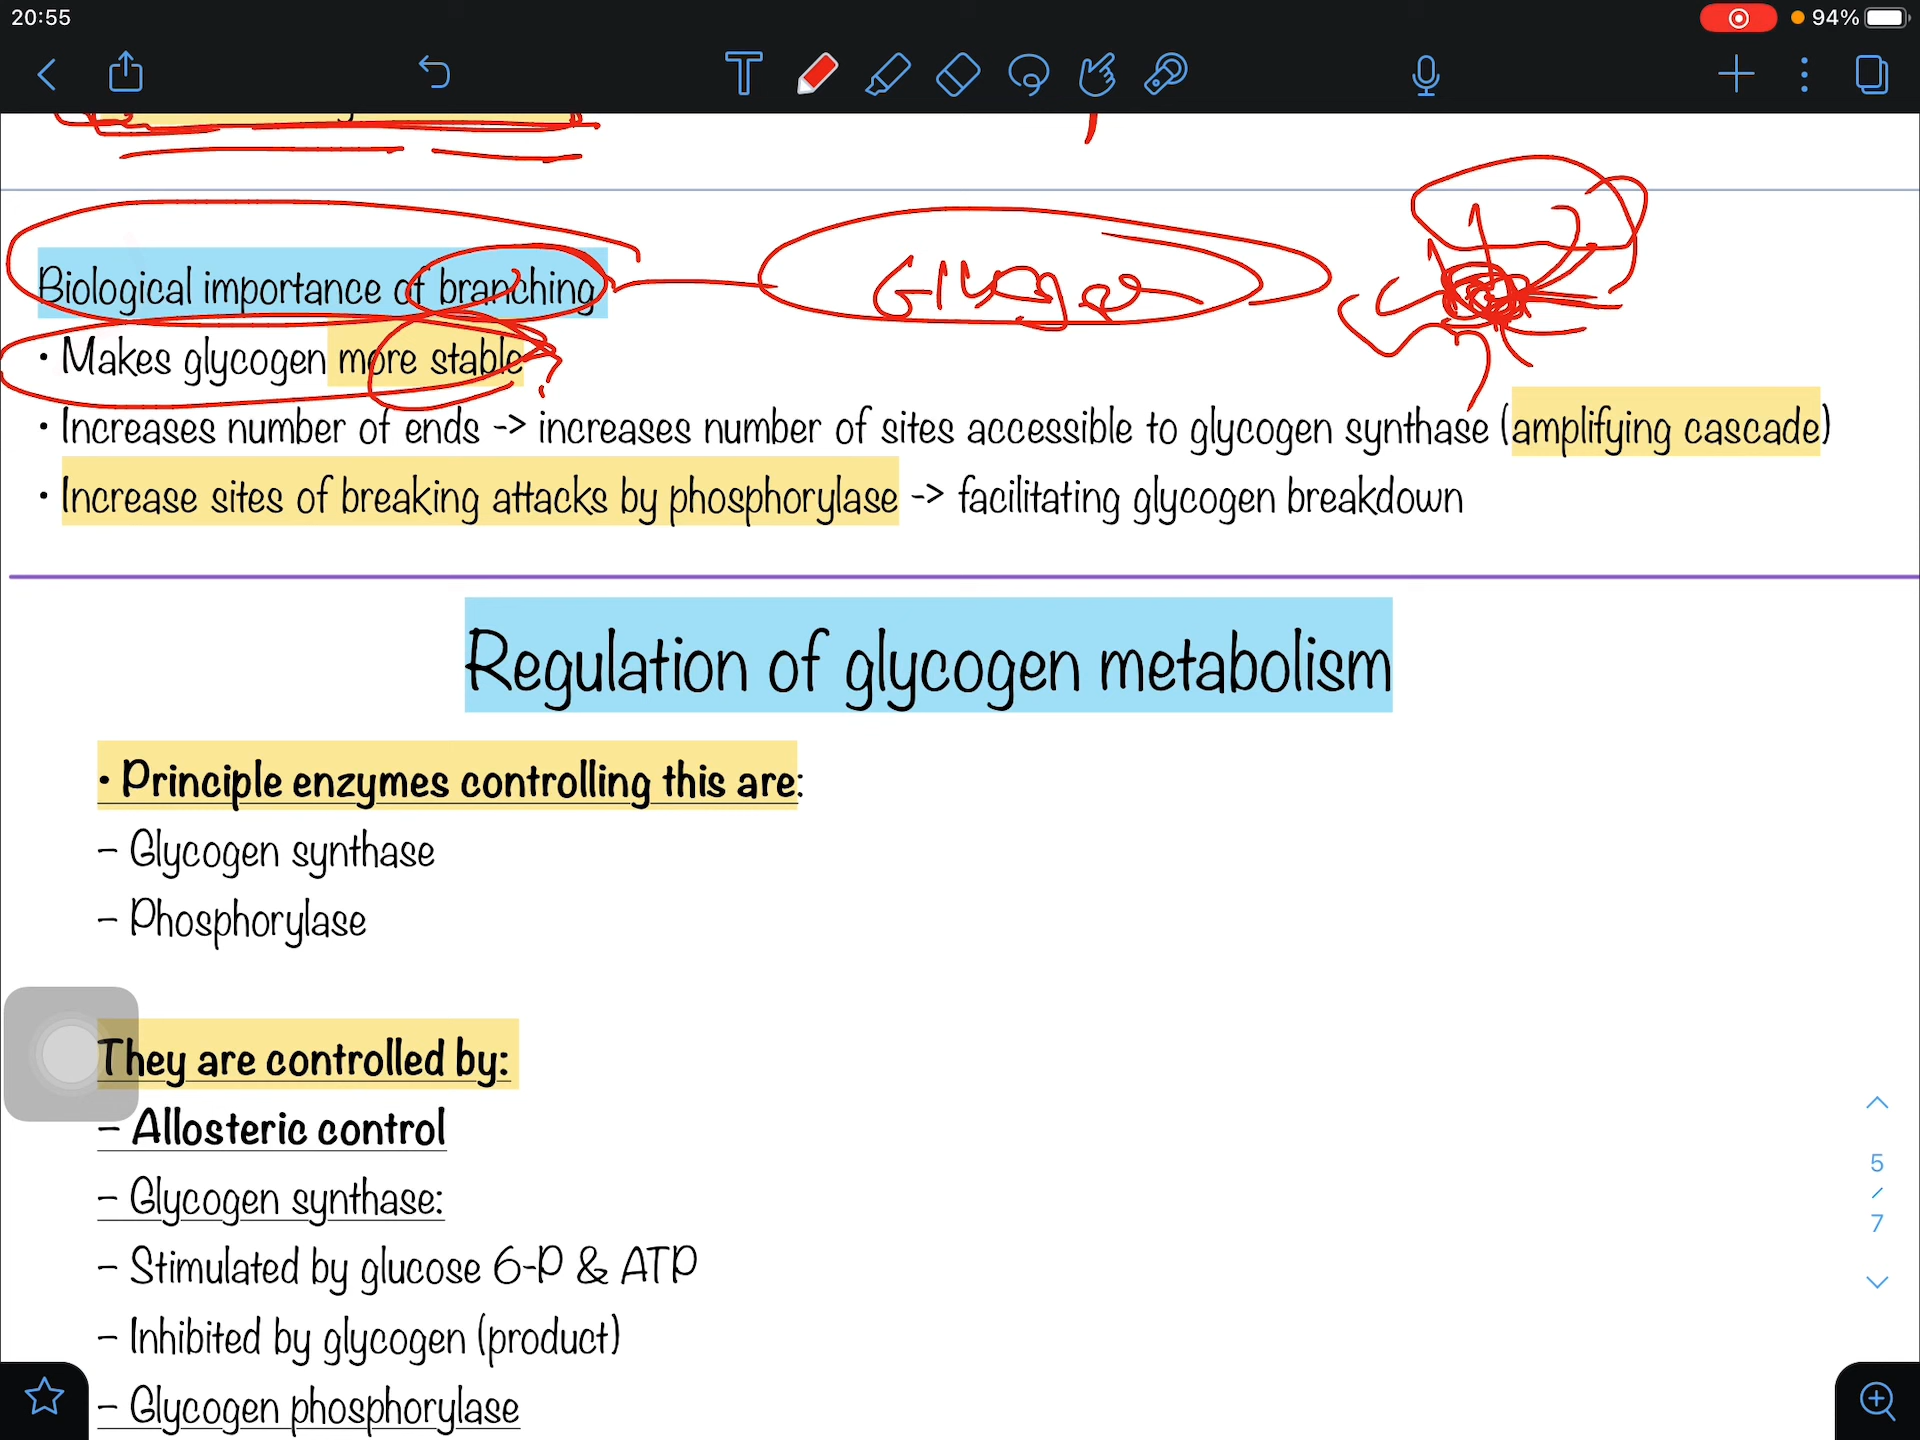 20:55
94%
Biological importance of branching
Glycogen
• Makes glycogen more stable
• Increases number of ends -> increases number of sites accessible to glycogen synthase (amplifying cascade)
• Increase sites of breaking attacks by phosphorylase -> facilitating glycogen breakdown
Regulation of glycogen metabolism
• Principle enzymes controlling this are:
– Glycogen synthase
– Phosphorylase
They are controlled by:
– Allosteric control
– Glycogen synthase:
– Stimulated by glucose 6-P & ATP
– Inhibited by glycogen (product)
– Glycogen phosphorylase
5
/
7